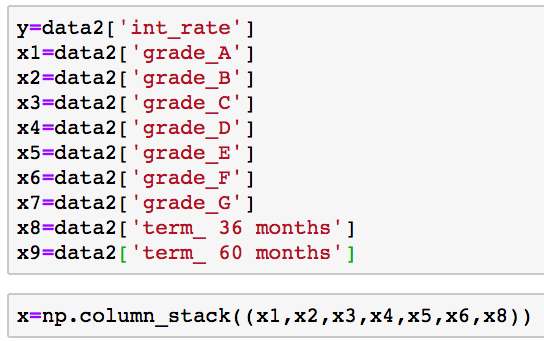 y=data2['int_rate']
x1=data2['grade_A']
x2=data2['grade_B']
x3=data2['grade_C']
x4=data2['grade_D']
x5=data2['grade_E']
x6=data2['grade_F']
x7=data2['grade_G']
x8=data2['term_ 36 months']
x9=data2['term_ 60 months']
x=np.column_stack((x1,x2,x3,x4,x5,x6,x8))